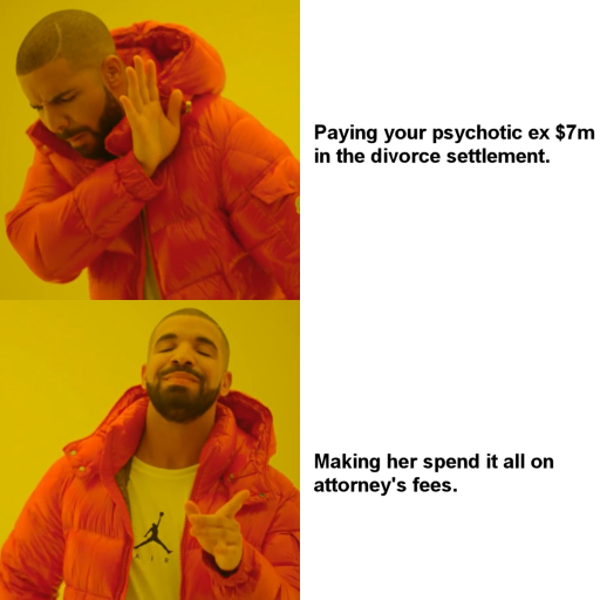 Paying your psychotic ex $7m
in the divorce settlement.
Making her spend it all on
attorney's fees.
A I R